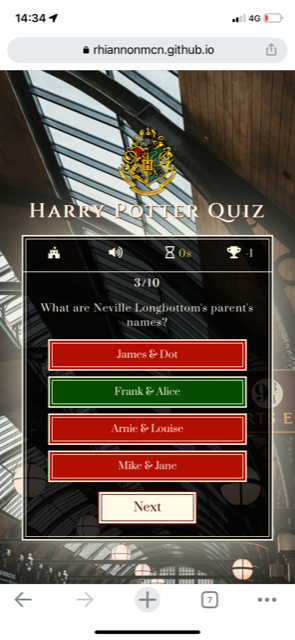 14:34
4G
rhiannonmcn.github.io
HARRY POTTER QUIZ
0s
-1
3/10
What are Neville Longbottom's parent's
names?
James & Dot
Frank & Alice
Arnie & Louise
Mike & Jane
Next
7